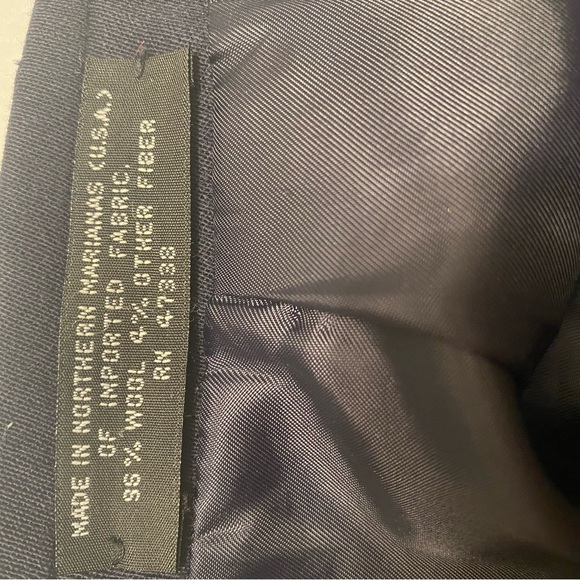 MADE IN NORTHERN MARIANAS (U.S.A.)
OF IMPORTED FABRIC,
96% WOOL 4% OTHER FIBER
RN 47338